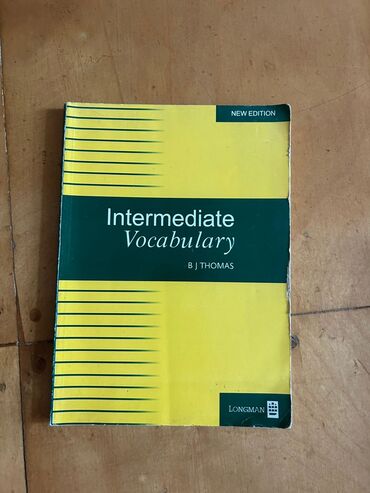 NEW EDITION
Intermediate
Vocabulary
B J THOMAS
LONGMAN